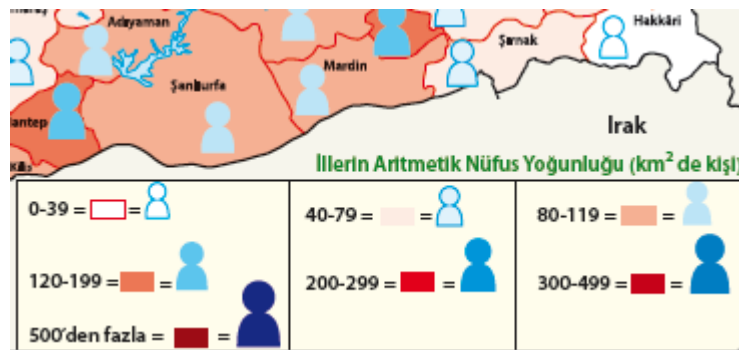 Adıyaman
Hakkâri
Şırnak
Mardin
Şanlıurfa
antep
Irak
İllerin Aritmetik Nüfus Yoğunluğu (km² de kişi)
0-39 = =
40-79 = =
80-119 = =
120-199 = =
200-299 = =
300-499 = =
500'den fazla = =